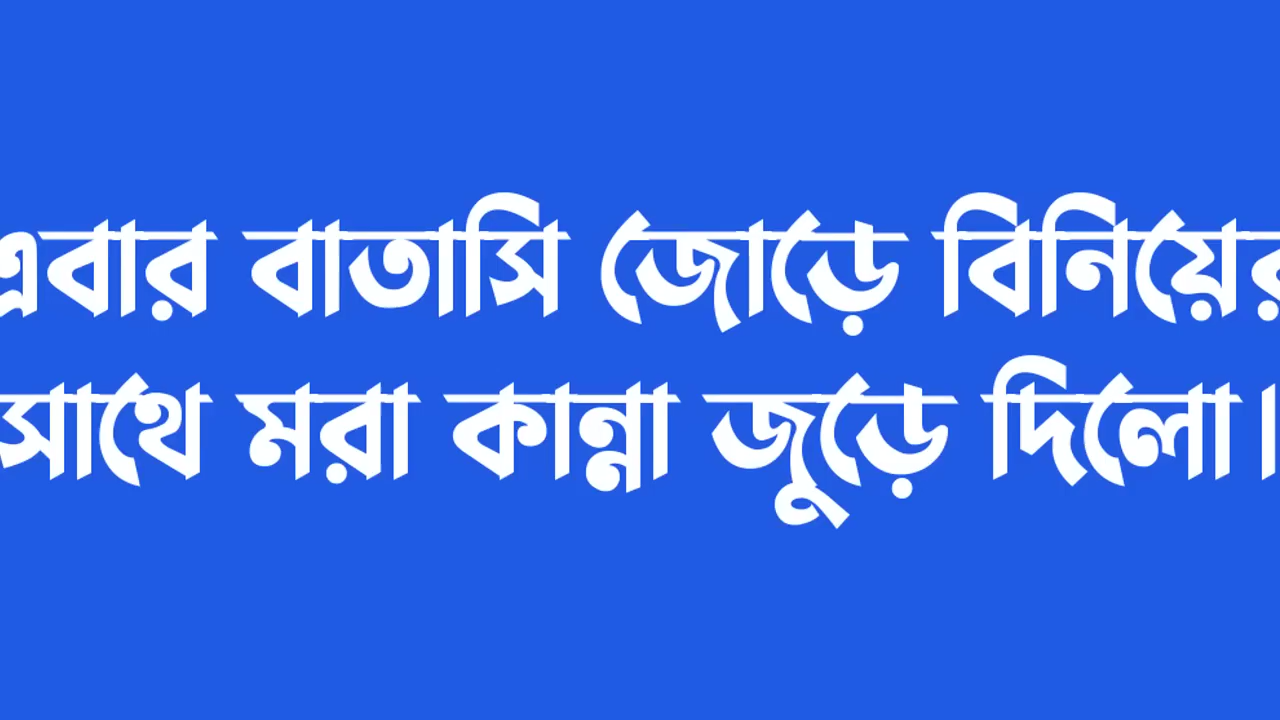 এবার বাতাসি জোড়ে বিনিয়ের
সাথে মরা কান্না জুড়ে দিলো।